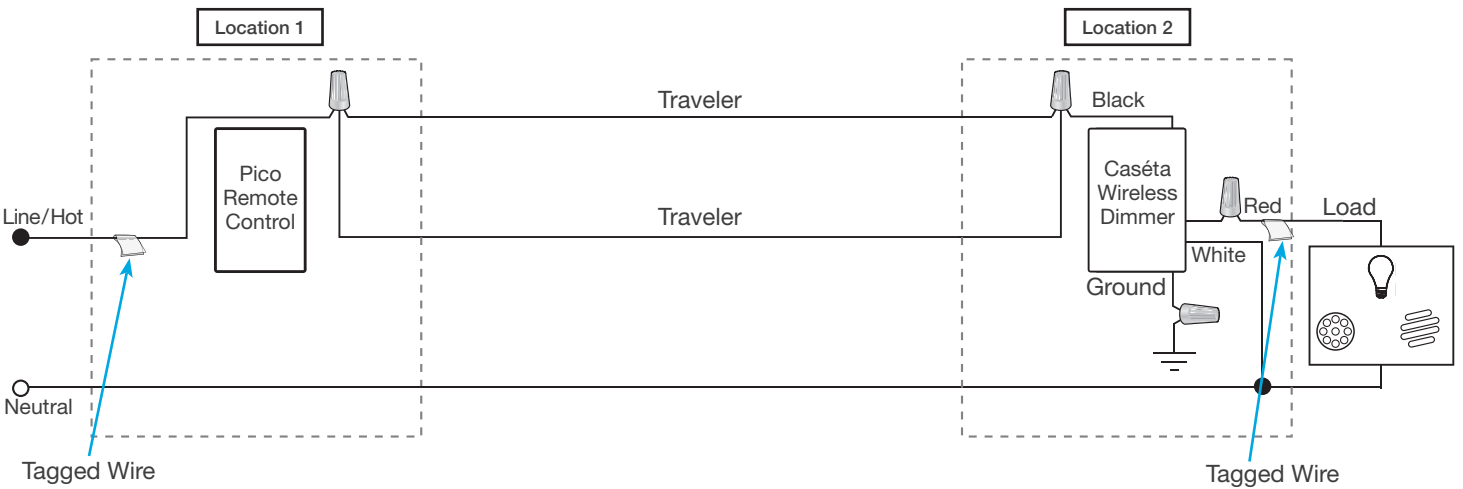 Location 1
Location 2
Traveler
Black
Pico
Remote
Control
Caséta
Wireless
Dimmer
Line/Hot
Traveler
Red
Load
White
Ground
Neutral
Tagged Wire
Tagged Wire